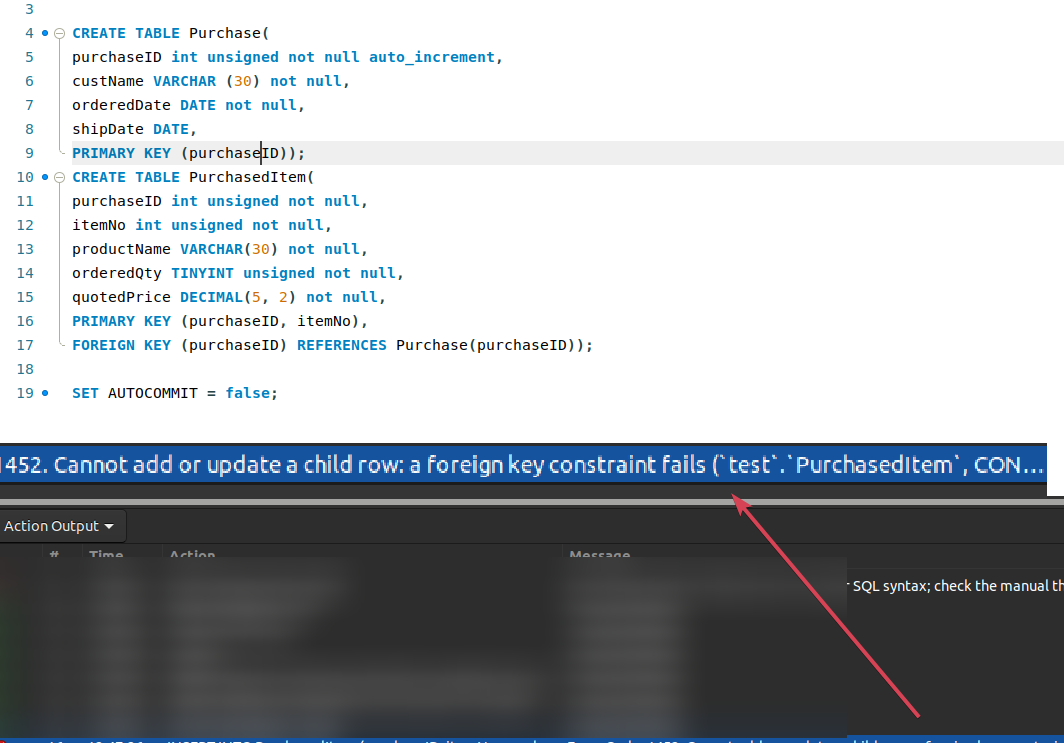 3
4 CREATE TABLE Purchase(
5 purchaseID int unsigned not null auto_increment,
6 custName VARCHAR (30) not null,
7 orderedDate DATE not null,
8 shipDate DATE,
9 PRIMARY KEY (purchaseID));
10 CREATE TABLE PurchasedItem(
11 purchaseID int unsigned not null,
12 itemNo int unsigned not null,
13 productName VARCHAR(30) not null,
14 orderedQty TINYINT unsigned not null,
15 quotedPrice DECIMAL(5, 2) not null,
16 PRIMARY KEY (purchaseID, itemNo),
17 FOREIGN KEY (purchaseID) REFERENCES Purchase(purchaseID));
18
19 SET AUTOCOMMIT = false;
1452. Cannot add or update a child row: a foreign key constraint fails (`test`.`PurchasedItem`, CON...
Action Output
# Time Action Message
SQL syntax; check the manual th